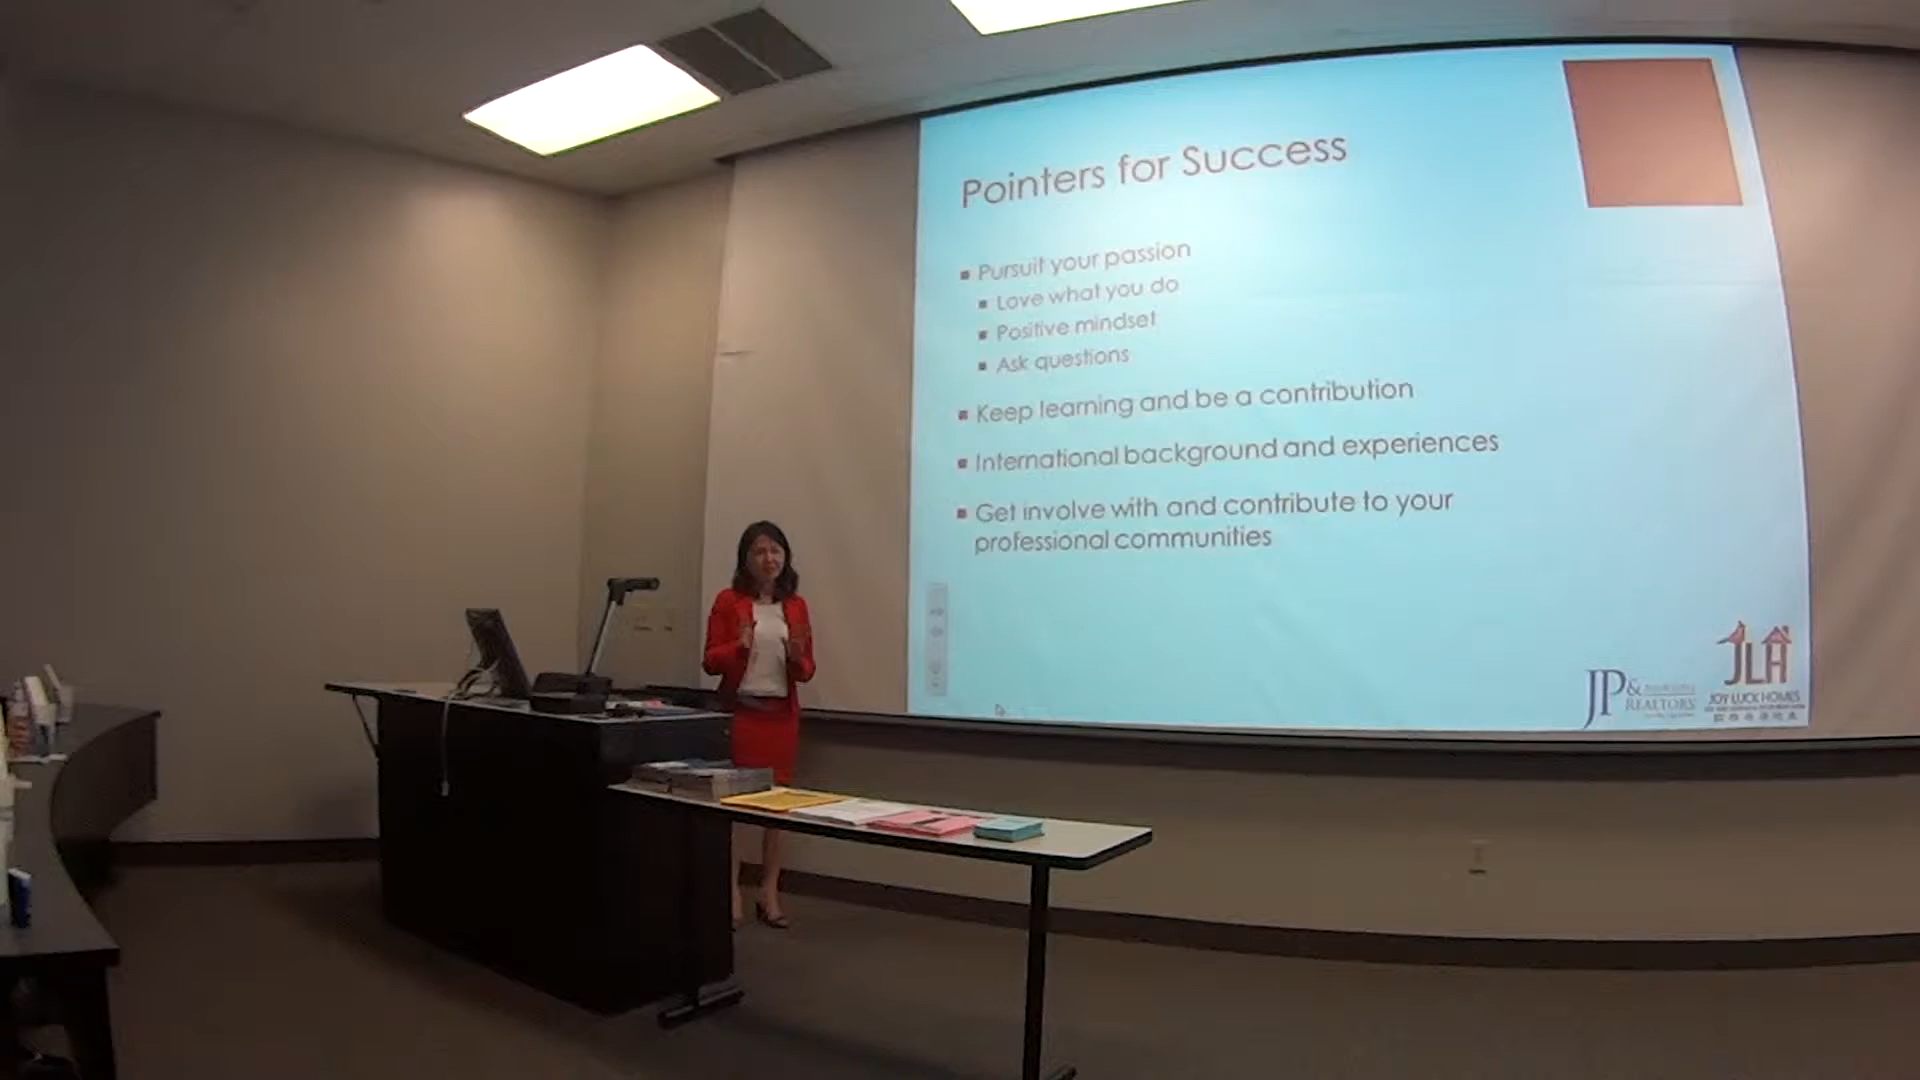 Pointers for Success
Pursuit your passion
Love what you do
Positive mindset
Ask questions
Keep learning and be a contribution
International background and experiences
Get involve with and contribute to your
professional communities
JP&
REALTORS
JLH
JOY LUCK HOMES